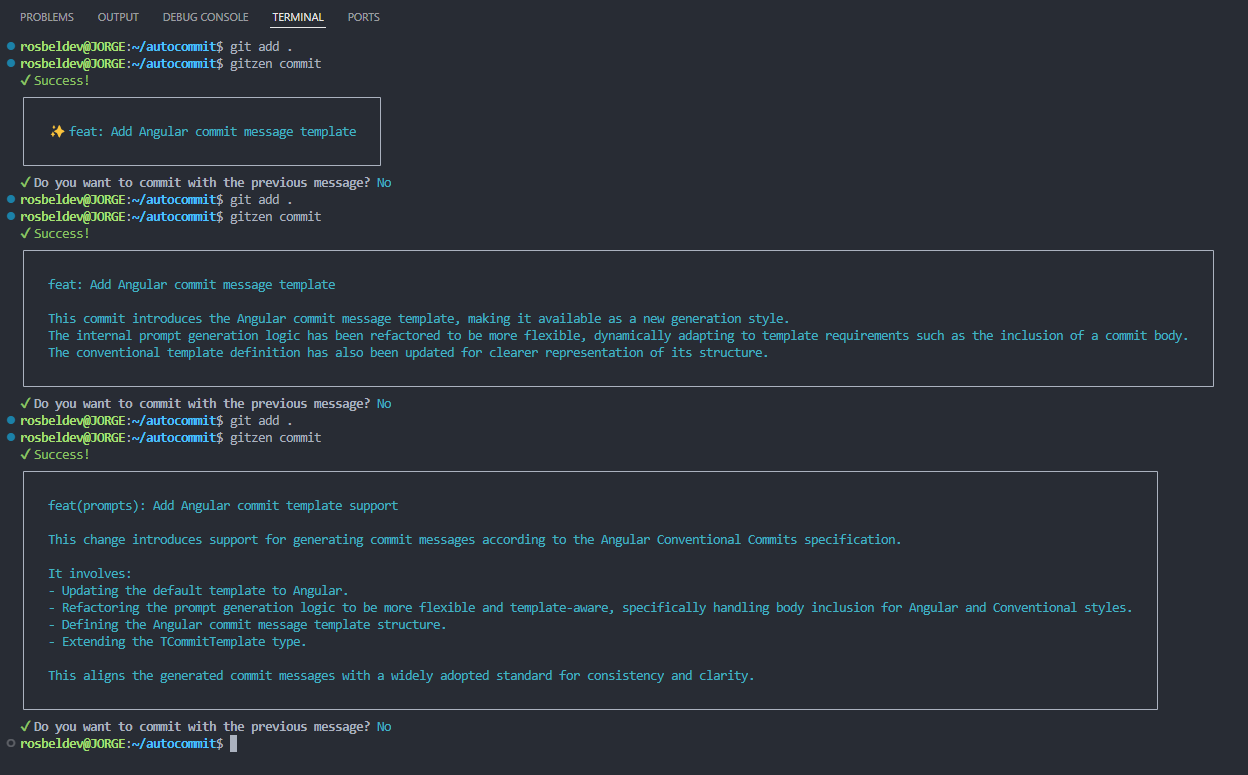 PROBLEMS OUTPUT DEBUG CONSOLE TERMINAL PORTS
rosbeldev@JORGE:~/autocommit$ git add .
rosbeldev@JORGE:~/autocommit$ gitzen commit
✓ Success!
✨ feat: Add Angular commit message template
✓ Do you want to commit with the previous message? No
rosbeldev@JORGE:~/autocommit$ git add .
rosbeldev@JORGE:~/autocommit$ gitzen commit
✓ Success!
feat: Add Angular commit message template
This commit introduces the Angular commit message template, making it available as a new generation style.
The internal prompt generation logic has been refactored to be more flexible, dynamically adapting to template requirements such as the inclusion of a commit body.
The conventional template definition has also been updated for clearer representation of its structure.
✓ Do you want to commit with the previous message? No
rosbeldev@JORGE:~/autocommit$ git add .
rosbeldev@JORGE:~/autocommit$ gitzen commit
✓ Success!
feat(prompts): Add Angular commit template support
This change introduces support for generating commit messages according to the Angular Conventional Commits specification.
It involves:
- Updating the default template to Angular.
- Refactoring the prompt generation logic to be more flexible and template-aware, specifically handling body inclusion for Angular and Conventional styles.
- Defining the Angular commit message template structure.
- Extending the TCommitTemplate type.
This aligns the generated commit messages with a widely adopted standard for consistency and clarity.
✓ Do you want to commit with the previous message? No
rosbeldev@JORGE:~/autocommit$